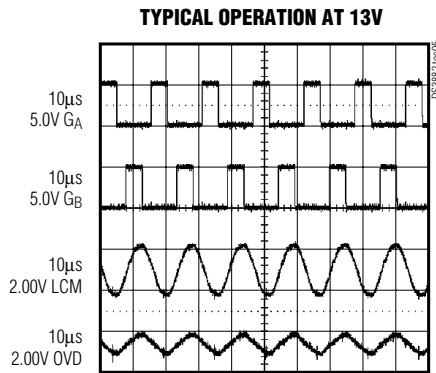 TYPICAL OPERATION AT 13V
10μs
5.0V GA
10μs
5.0V GB
10μs
2.00V LCM
10μs
2.00V OVD